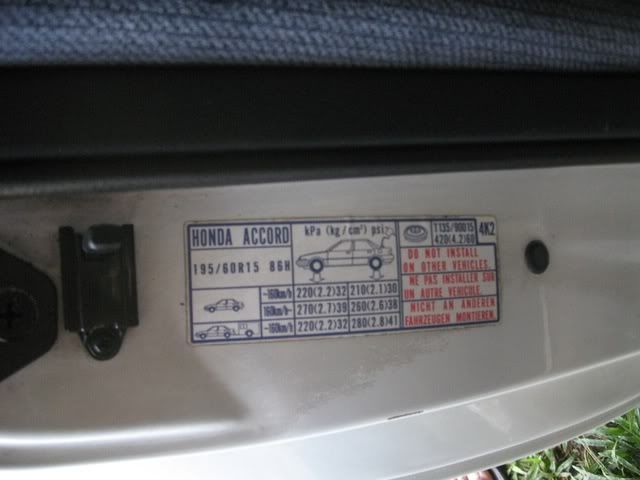 HONDA ACCORD
195/60R15 86H
kPa (kg/cm²) psi
T135/90D15
420(4.2)60
4K2
-160km/h 220(2.2)32 210(2.1)30
160km/h- 270(2.7)39 260(2.6)38
-160km/h 220(2.2)32 280(2.8)41
DO NOT INSTALL
ON OTHER VEHICLES.
NE PAS INSTALLER SUR
UN AUTRE VEHICULE.
NICHT AN ANDEREN
FAHRZEUGEN MONTIEREN.